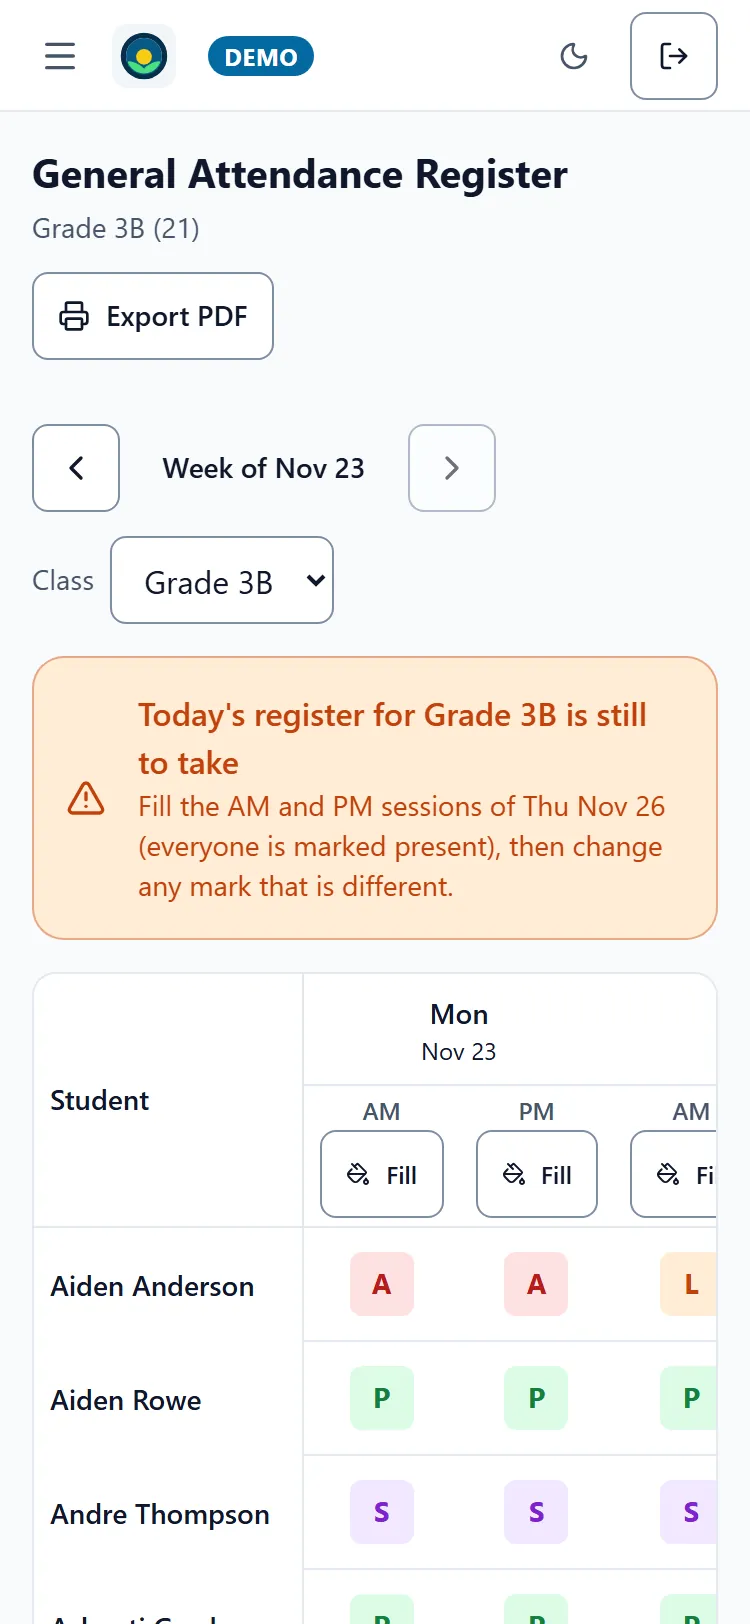 DEMO
General Attendance Register
Grade 3B (21)
Export PDF
Week of Nov 23
Class Grade 3B
Today's register for Grade 3B is still
to take
Fill the AM and PM sessions of Thu Nov 26
(everyone is marked present), then change
any mark that is different.
Student
Mon
Nov 23
AM PM AM
Fill Fill
Aiden Anderson A A L
Aiden Rowe P P P
Andre Thompson S S S
P P P